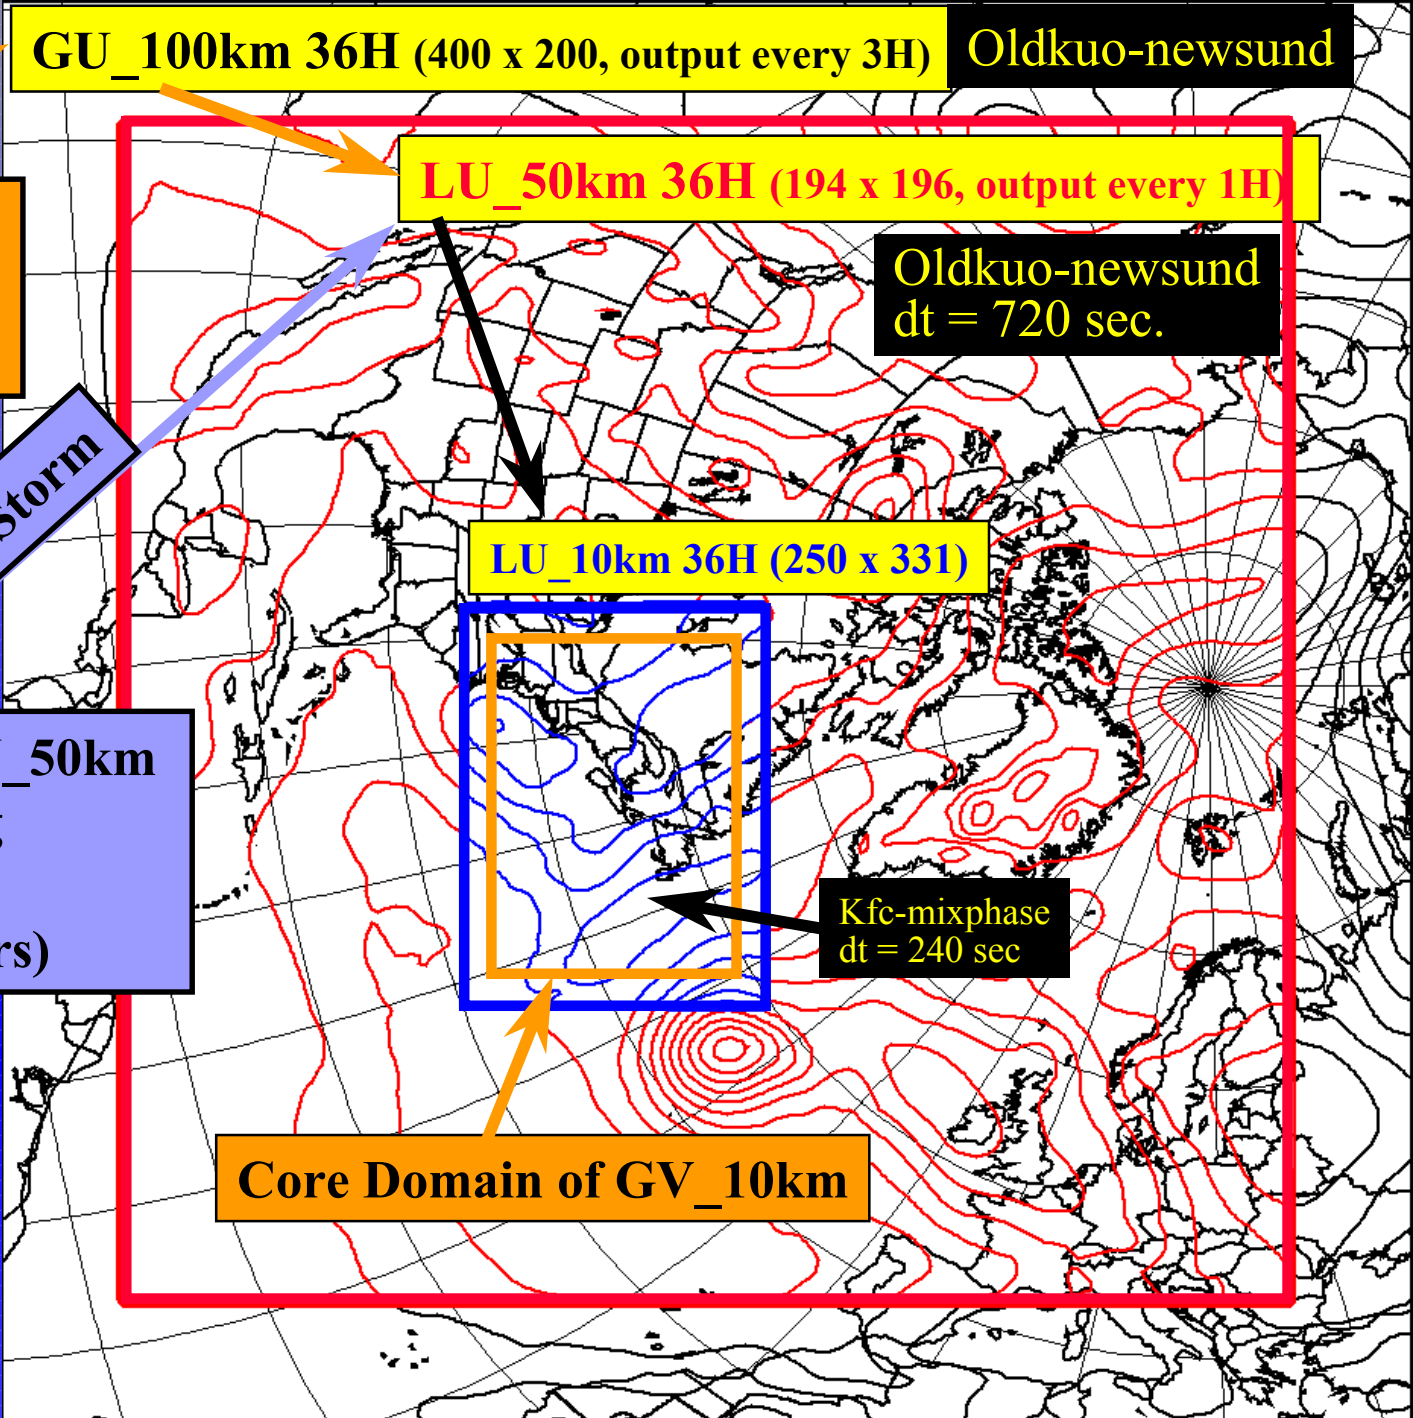 GU_100km 36H (400 x 200, output every 3H)
Oldkuo-newsund
LU_50km 36H (194 x 196, output every 1H)
Oldkuo-newsund
dt = 720 sec.
Storm
LU_10km 36H (250 x 331)
_50km
rs)
Kfc-mixphase
dt = 240 sec
Core Domain of GV_10km